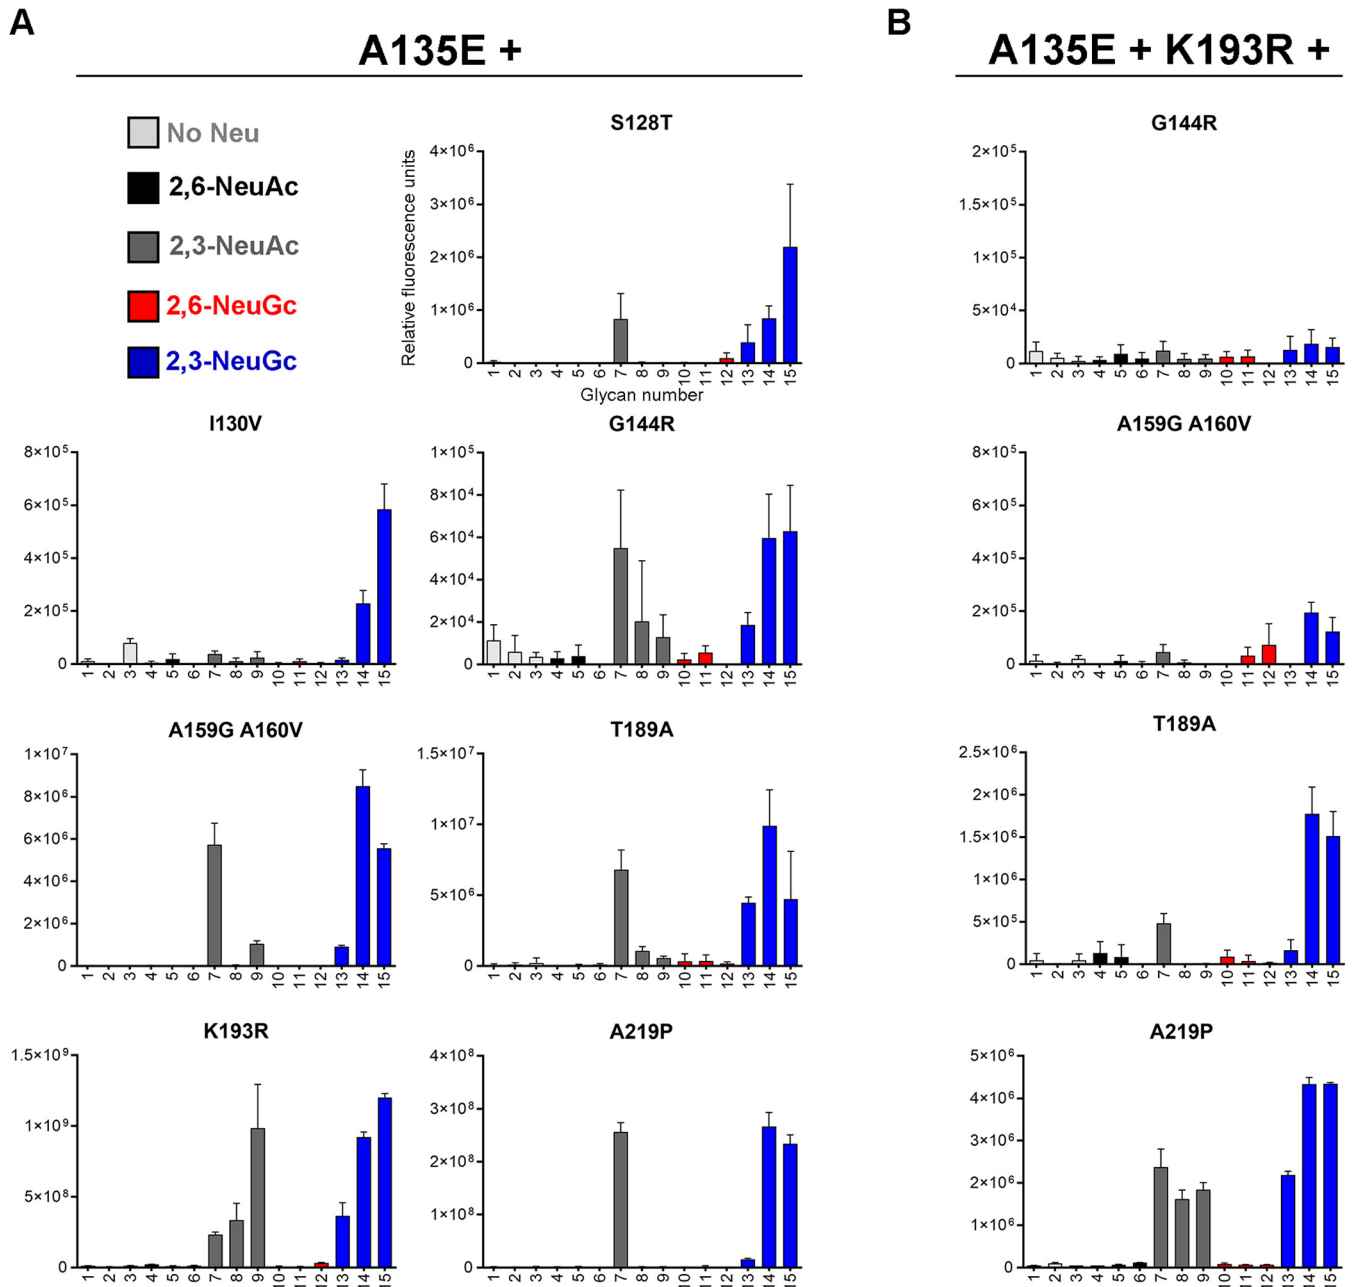 A
B
A135E +
A135E + K193R +
No Neu
2,6-NeuAc
2,3-NeuAc
2,6-NeuGc
2,3-NeuGc
S128T
Relative fluorescence units
4×10⁶
3×10⁶
2×10⁶
1×10⁶
0
1 2 3 4 5 6 7 8 9 10 11 12 13 14 15
Glycan number
G144R
2×10⁵
1.5×10⁵
1×10⁵
5×10⁴
0
1 2 3 4 5 6 7 8 9 10 11 12 13 14 15
I130V
8×10⁵
6×10⁵
4×10⁵
2×10⁵
0
1 2 3 4 5 6 7 8 9 10 11 12 13 14 15
G144R
1×10⁵
8×10⁴
6×10⁴
4×10⁴
2×10⁴
0
1 2 3 4 5 6 7 8 9 10 11 12 13 14 15
A159G A160V
8×10⁵
6×10⁵
4×10⁵
2×10⁵
0
1 2 3 4 5 6 7 8 9 10 11 12 13 14 15
A159G A160V
1×10⁷
8×10⁶
6×10⁶
4×10⁶
2×10⁶
0
1 2 3 4 5 6 7 8 9 10 11 12 13 14 15
T189A
1.5×10⁷
1×10⁷
5×10⁶
0
1 2 3 4 5 6 7 8 9 10 11 12 13 14 15
T189A
2.5×10⁶
2×10⁶
1.5×10⁶
1×10⁶
5×10⁵
0
1 2 3 4 5 6 7 8 9 10 11 12 13 14 15
K193R
1.5×10⁹
1×10⁹
5×10⁸
0
1 2 3 4 5 6 7 8 9 10 11 12 13 14 15
A219P
4×10⁸
3×10⁸
2×10⁸
1×10⁸
0
1 2 3 4 5 6 7 8 9 10 11 12 13 14 15
A219P
5×10⁶
4×10⁶
3×10⁶
2×10⁶
1×10⁶
0
1 2 3 4 5 6 7 8 9 10 11 12 13 14 15